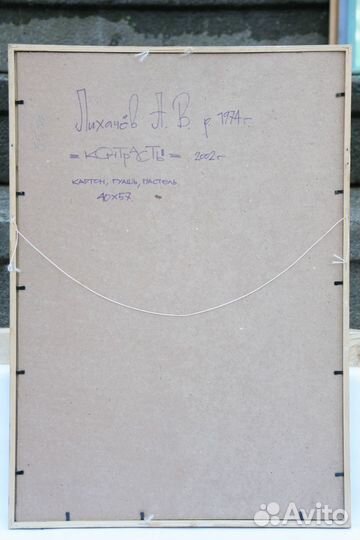 Лихачёв А. В. р 1974 г.
= КОНТРАСТЫ = 2002 г
КАРТОН, ГУАШЬ, ПАСТЕЛЬ.
40х57
Avito